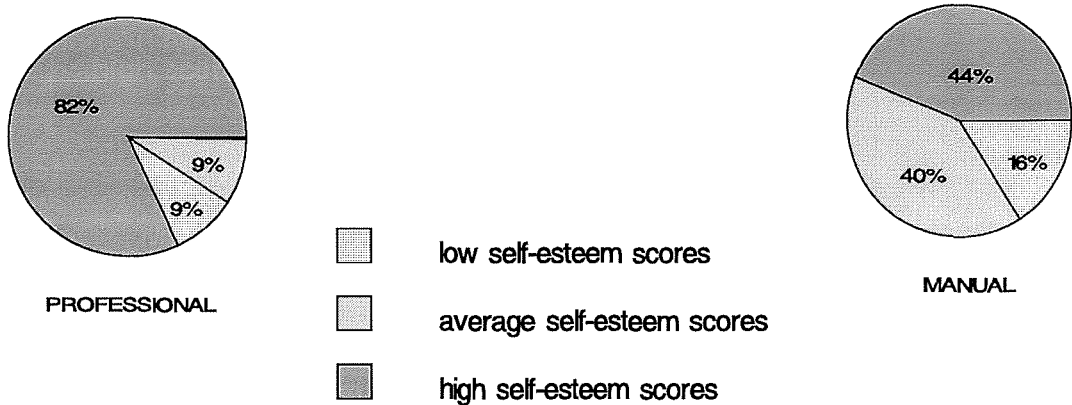 82%
9%
9%
PROFESSIONAL
44%
40%
16%
MANUAL
low self-esteem scores
average self-esteem scores
high self-esteem scores